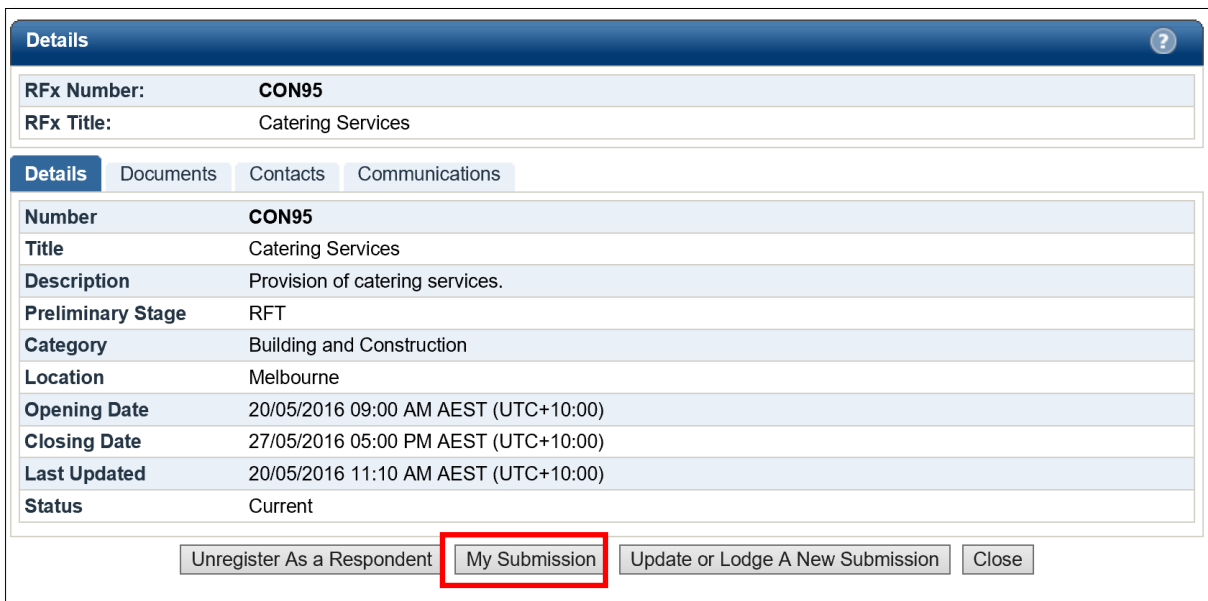 Details ?
RFx Number: CON95
RFx Title: Catering Services
Details Documents Contacts Communications
Number CON95
Title Catering Services
Description Provision of catering services.
Preliminary Stage RFT
Category Building and Construction
Location Melbourne
Opening Date 20/05/2016 09:00 AM AEST (UTC+10:00)
Closing Date 27/05/2016 05:00 PM AEST (UTC+10:00)
Last Updated 20/05/2016 11:10 AM AEST (UTC+10:00)
Status Current
Unregister As a Respondent My Submission Update or Lodge A New Submission Close